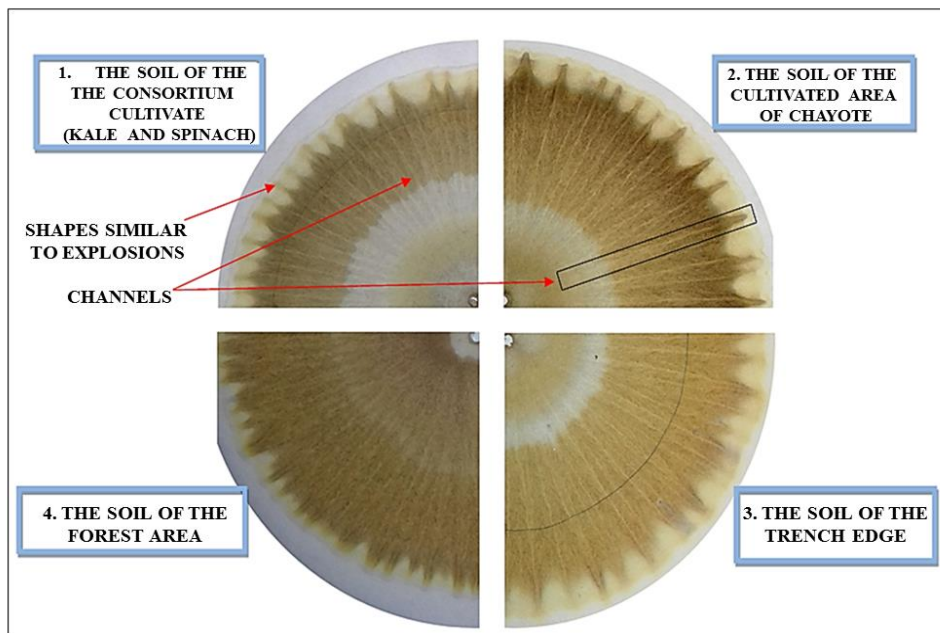 1. THE SOIL OF THE
THE CONSORTIUM
CULTIVATE
(KALE AND SPINACH)
2. THE SOIL OF THE
CULTIVATED AREA
OF CHAYOTE
SHAPES SIMILAR
TO EXPLOSIONS
CHANNELS
4. THE SOIL OF THE
FOREST AREA
3. THE SOIL OF THE
TRENCH EDGE